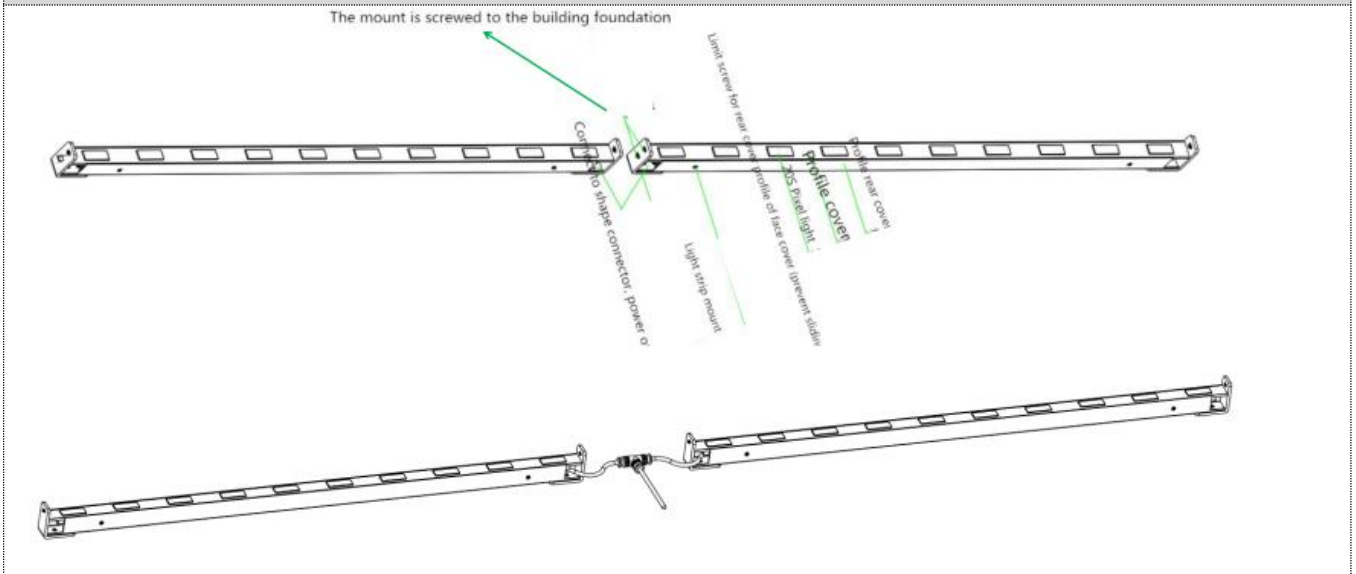 The mount is screwed to the building foundation
Connect to shape connector, power
Light strip mount
Limit screw for rear cover profile of face cover (prevent
20S Pixel light
Profile cover
Profile rear cover